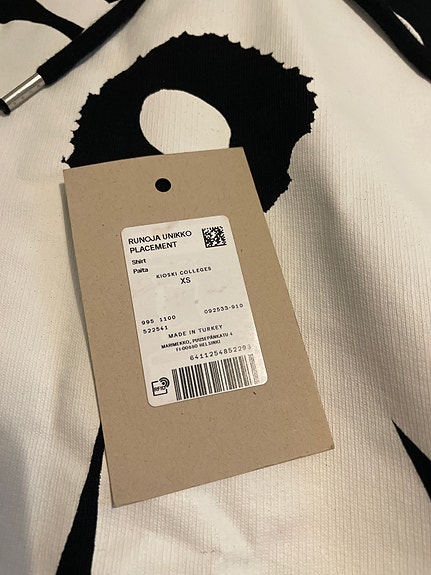 RUNOJA UNIKKO
PLACEMENT
Shirt
Paita
KIOSKI COLLEGES
XS
995 1100 092533-910
522541
MADE IN TURKEY
MARIMEKKO, PUUSEPÄNKATU 4
FI-00880 HELSINKI
6411254852293
RFID